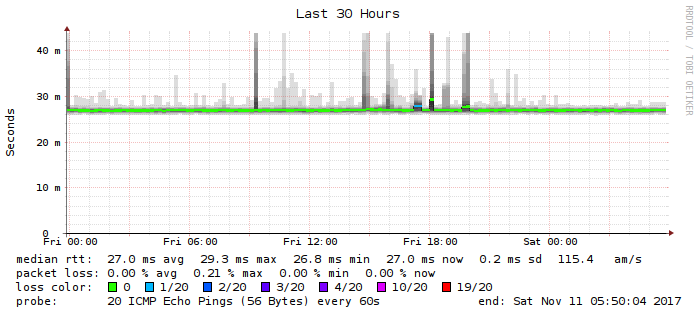 Last 30 Hours
RRDTOOL / TOBI OETIKER
Seconds
40 m
30 m
20 m
10 m
0
Fri 00:00 Fri 06:00 Fri 12:00 Fri 18:00 Sat 00:00
median rtt: 27.0 ms avg 29.3 ms max 26.8 ms min 27.0 ms now 0.2 ms sd 115.4 am/s
packet loss: 0.00 % avg 0.21 % max 0.00 % min 0.00 % now
loss color: 0 1/20 2/20 3/20 4/20 10/20 19/20
probe: 20 ICMP Echo Pings (56 Bytes) every 60s end: Sat Nov 11 05:50:04 2017